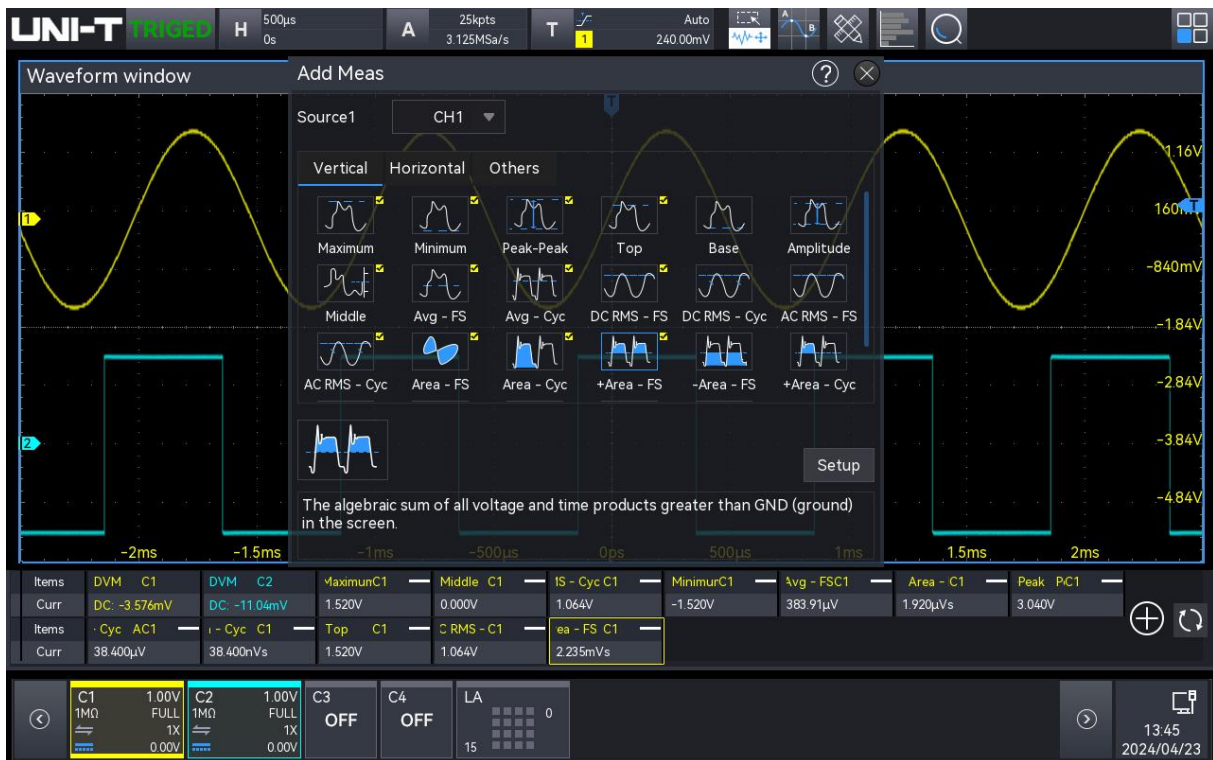 UNI-T TRIGED H 500µs 0s A 25kpts 3.125MSa/s T 1 Auto 240.00mV A B
Waveform window
Add Meas ?
Source1 CH1
Vertical Horizontal Others
Maximum Minimum Peak-Peak Top Base Amplitude
Middle Avg - FS Avg - Cyc DC RMS - FS DC RMS - Cyc AC RMS - FS
AC RMS - Cyc Area - FS Area - Cyc +Area - FS -Area - FS +Area - Cyc
Setup
The algebraic sum of all voltage and time products greater than GND (ground)
in the screen.
T
1
2
T
1.16V
-840mV
-1.84V
-2.84V
-3.84V
-4.84V
-2ms -1.5ms -1ms -500µs 0ps 500µs 1ms 1.5ms 2ms
Items DVM C1 DVM C2 MaximunC1 Middle C1 IS - Cyc C1 MinimurC1 Avg - FSC1 Area - C1 Peak PC1
Curr DC: -3.576mV DC: -11.04mV 1.520V 0.000V 1.064V -1.520V 383.91µV 1.920µVs 3.040V
Items Cyc AC1 - Cyc C1 Top C1 RMS - C1 ea - FS C1
Curr 38.400µV 38.400nVs 1.520V 1.064V 2.235mVs
C1 1.00V C2 1.00V C3 C4 LA
1MΩ FULL 1MΩ FULL OFF OFF 0
1X 1X
0.00V 0.00V 15
13:45
2024/04/23